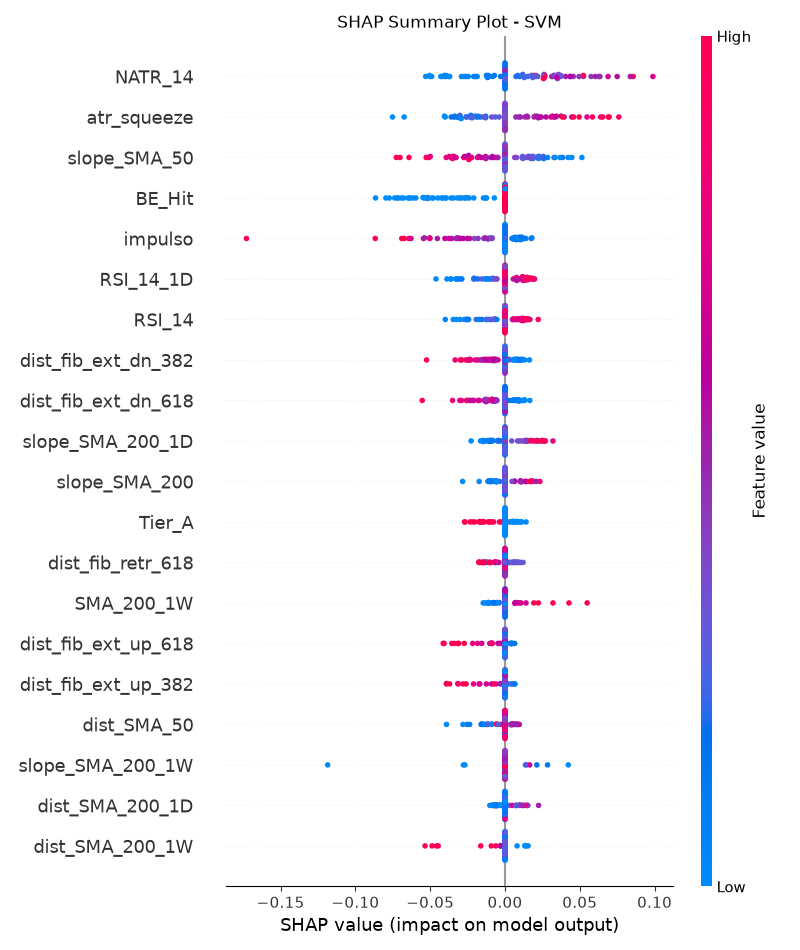 SHAP Summary Plot - SVM
High
NATR_14
atr_squeeze
slope_SMA_50
BE_Hit
impulso
RSI_14_1D
RSI_14
dist_fib_ext_dn_382
dist_fib_ext_dn_618
slope_SMA_200_1D
slope_SMA_200
Tier_A
dist_fib_retr_618
SMA_200_1W
dist_fib_ext_up_618
dist_fib_ext_up_382
dist_SMA_50
slope_SMA_200_1W
dist_SMA_200_1D
dist_SMA_200_1W
Feature value
Low
−0.15 −0.10 −0.05 0.00 0.05 0.10
SHAP value (impact on model output)